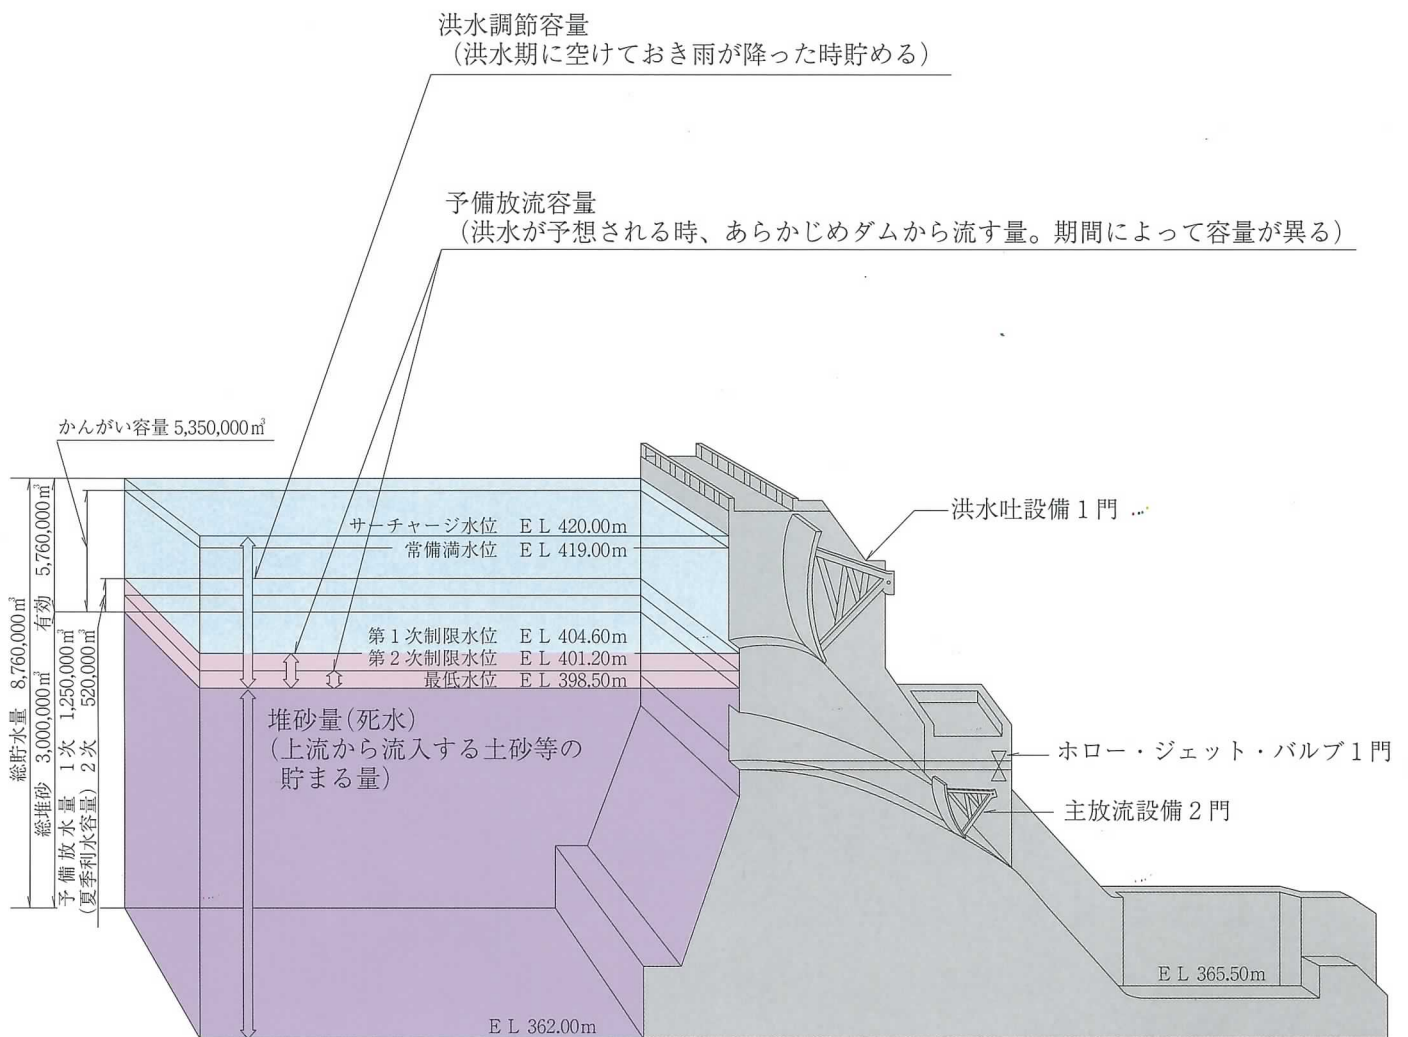 洪水調節容量
(洪水期に空けておき雨が降った時貯める)
予備放流容量
(洪水が予想される時、あらかじめダムから流す量。期間によって容量が異る)
かんがい容量 5,350,000㎥
総貯水量 8,760,000㎥
総堆砂 3,000,000㎥
有効 5,760,000㎥
予備放水量 1次 1,250,000㎥
(夏季利水容量) 2次 520,000㎥
サーチャージ水位 EL 420.00m
常備満水位 EL 419.00m
第1次制限水位 EL 404.60m
第2次制限水位 EL 401.20m
最低水位 EL 398.50m
堆砂量(死水)
(上流から流入する土砂等の
貯まる量)
EL 362.00m
洪水吐設備1門
ホロー・ジェット・バルブ1門
主放流設備2門
EL 365.50m